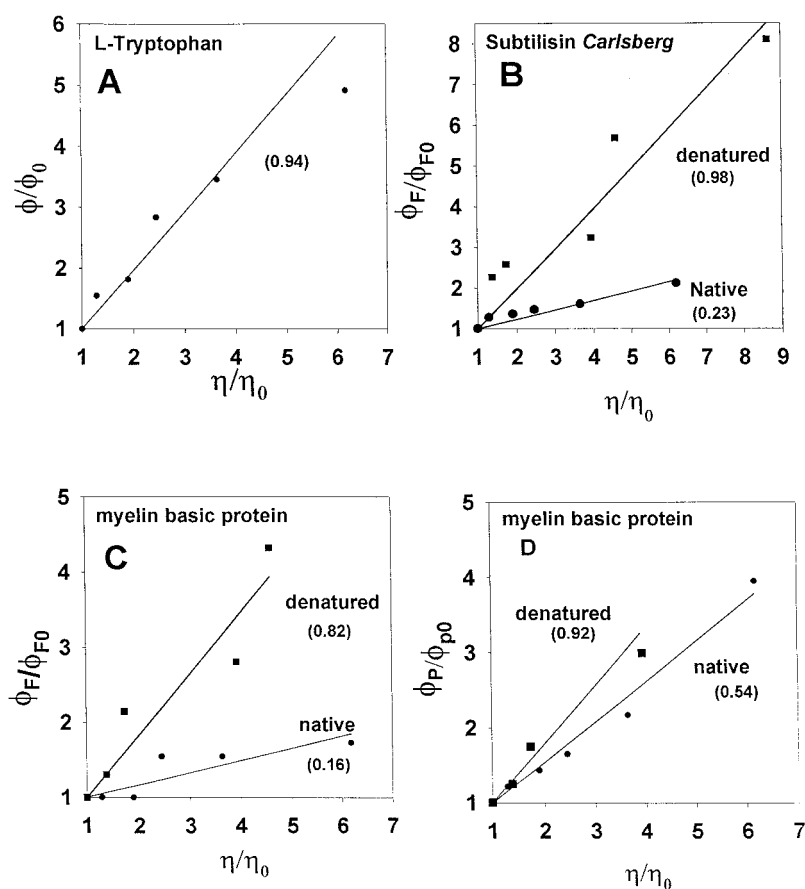 L-Tryptophan
A
ϕ/ϕ0
6
5
4
3
2
1
(0.94)
1 2 3 4 5 6 7
η/η0
Subtilisin Carlsberg
B
ϕF/ϕF0
8
7
6
5
4
3
2
1
denatured
(0.98)
Native
(0.23)
1 2 3 4 5 6 7 8 9
η/η0
myelin basic protein
C
ϕF/ϕF0
5
4
3
2
1
denatured
(0.82)
native
(0.16)
1 2 3 4 5 6 7
η/η0
myelin basic protein
D
ϕP/ϕp0
5
4
3
2
1
denatured
(0.92)
native
(0.54)
1 2 3 4 5 6 7
η/η0